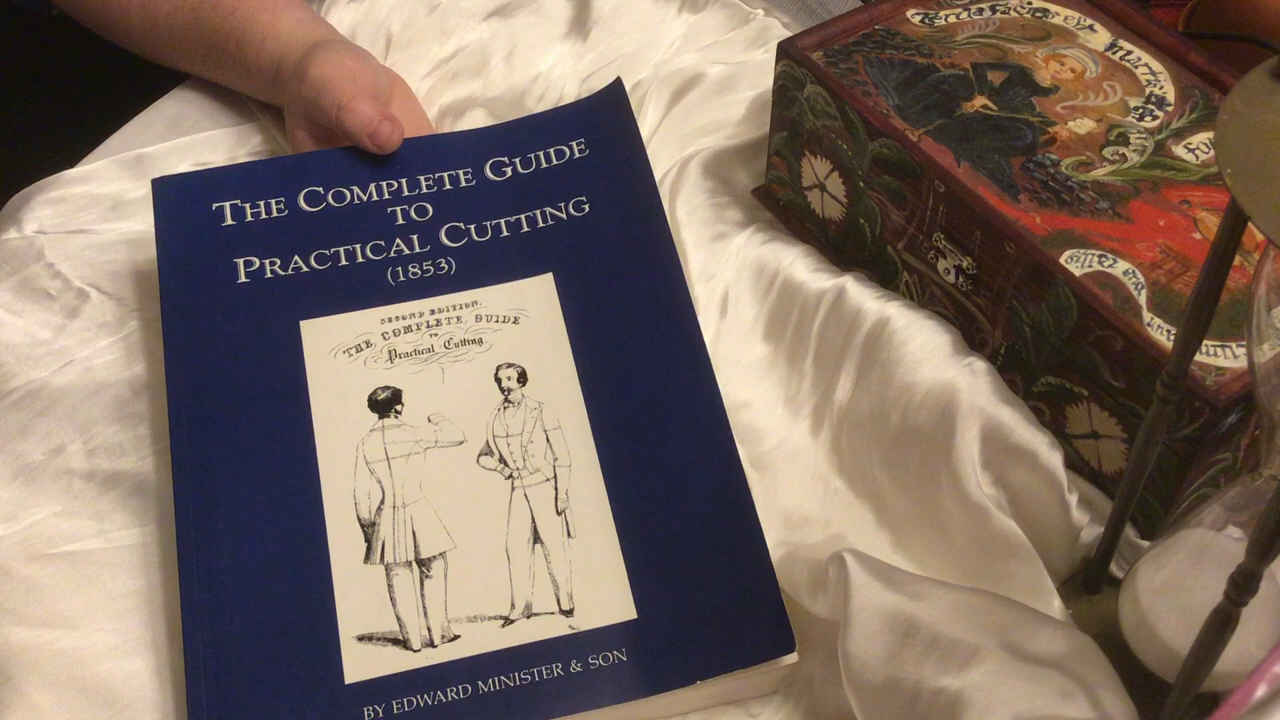 THE COMPLETE GUIDE
TO
PRACTICAL CUTTING
(1853)
SECOND EDITION.
THE COMPLETE GUIDE
TO
Practical Cutting
BY EDWARD MINISTER & SON